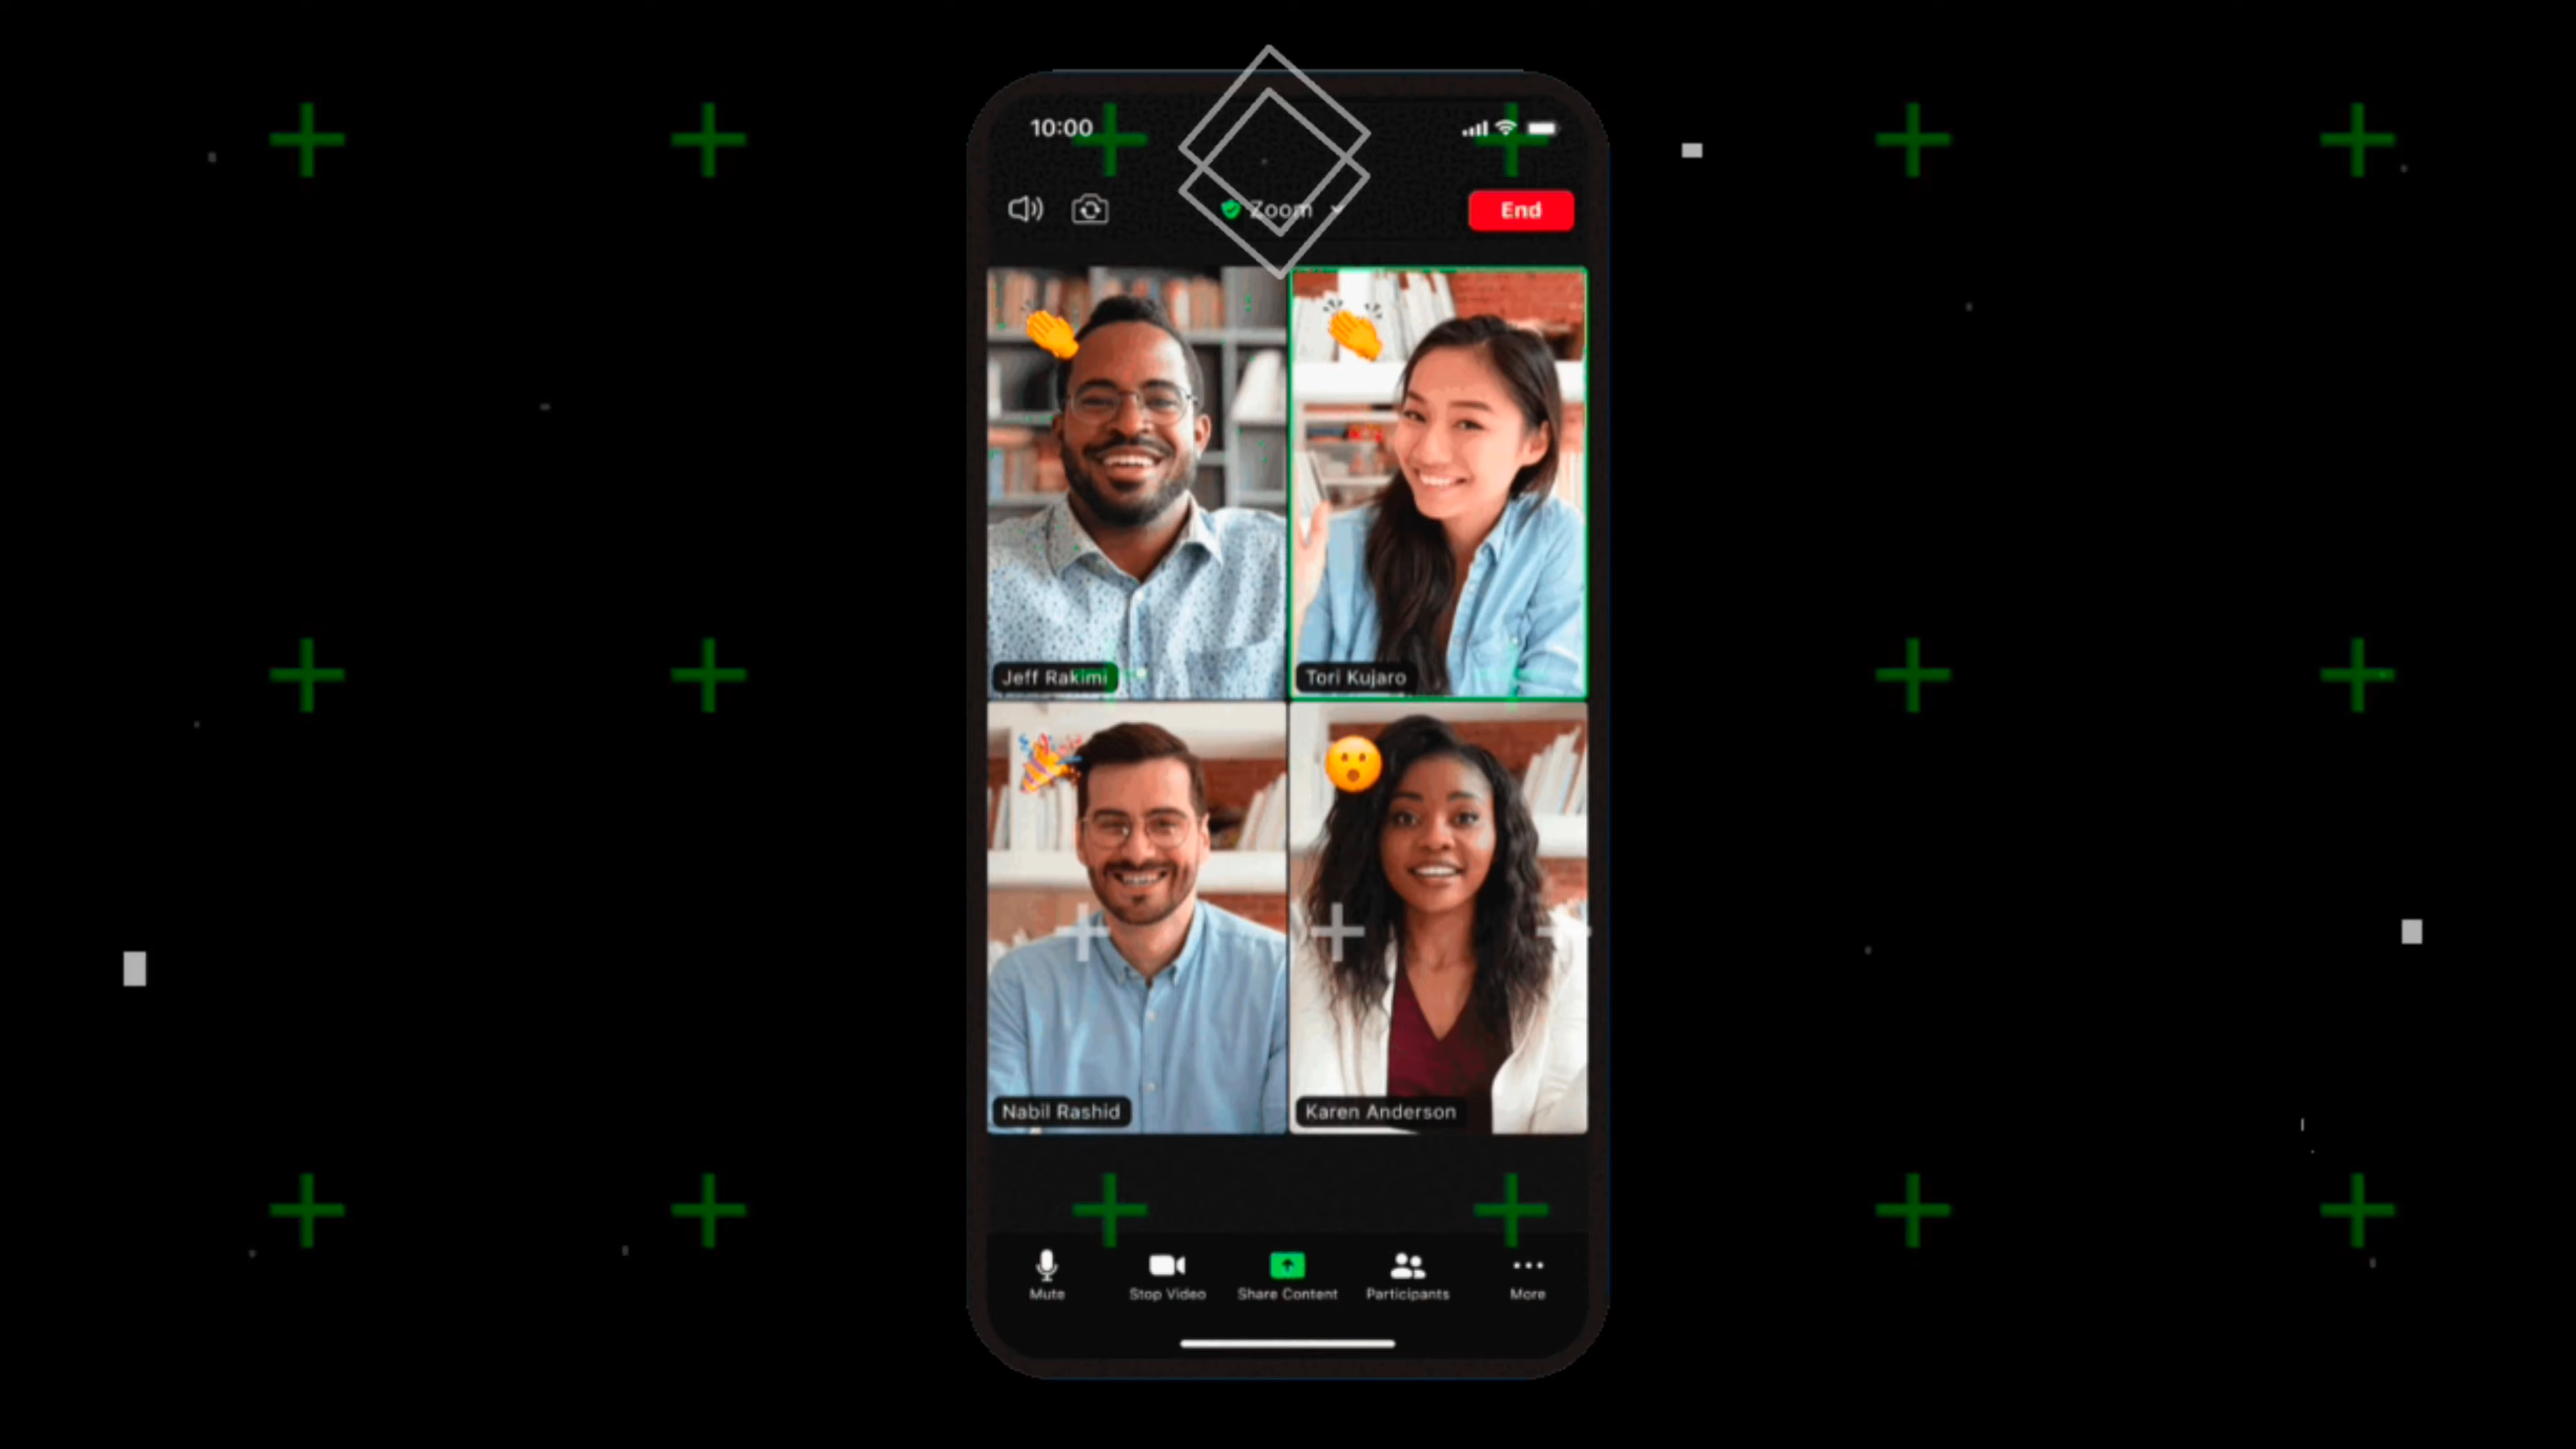 10:00
Zoom
End
Jeff Rakimi
Tori Kujaro
Nabil Rashid
Karen Anderson
Mute
Stop Video
Share Content
Participants
More